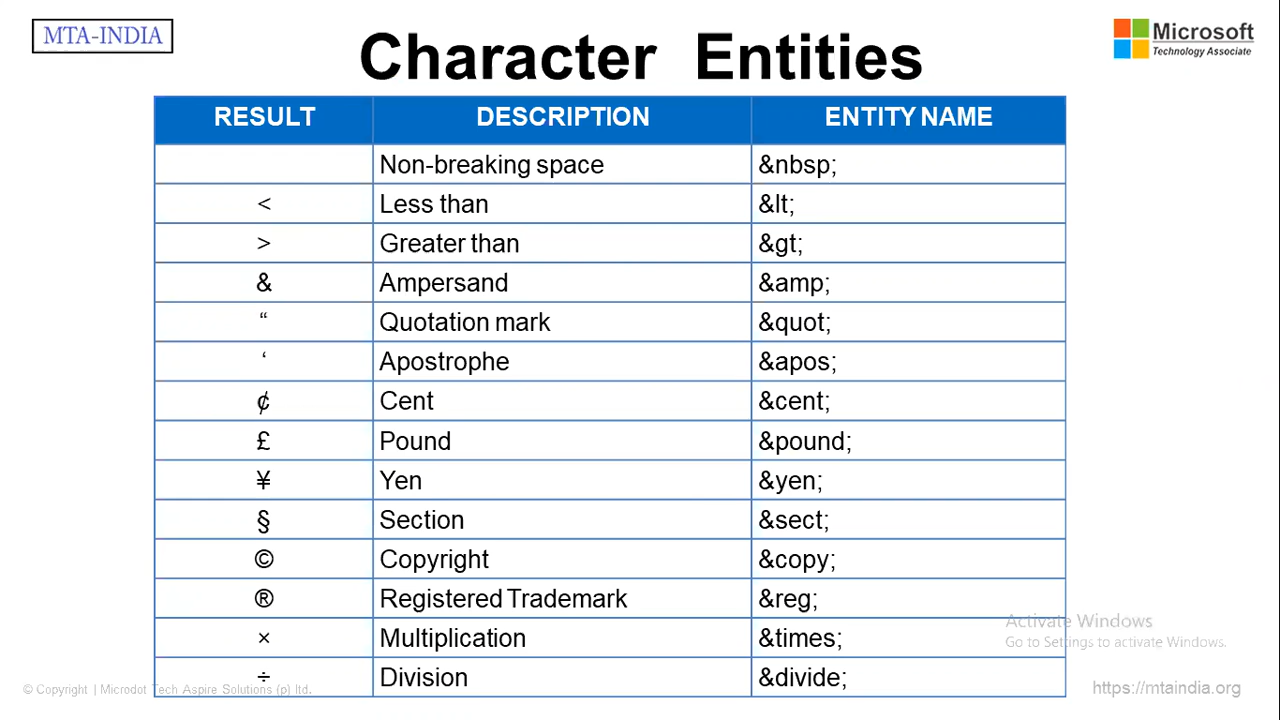 MTA-INDIA
Microsoft
Technology Associate
Character Entities
RESULT DESCRIPTION ENTITY NAME
Non-breaking space &nbsp;
< Less than &lt;
> Greater than &gt;
& Ampersand &amp;
“ Quotation mark &quot;
‘ Apostrophe &apos;
¢ Cent &cent;
£ Pound &pound;
¥ Yen &yen;
§ Section &sect;
© Copyright &copy;
® Registered Trademark &reg;
× Multiplication &times;
÷ Division &divide;
Activate Windows
Go to Settings to activate Windows.
© Copyright | Microdot Tech Aspire Solutions (p) ltd.
https://mtaindia.org